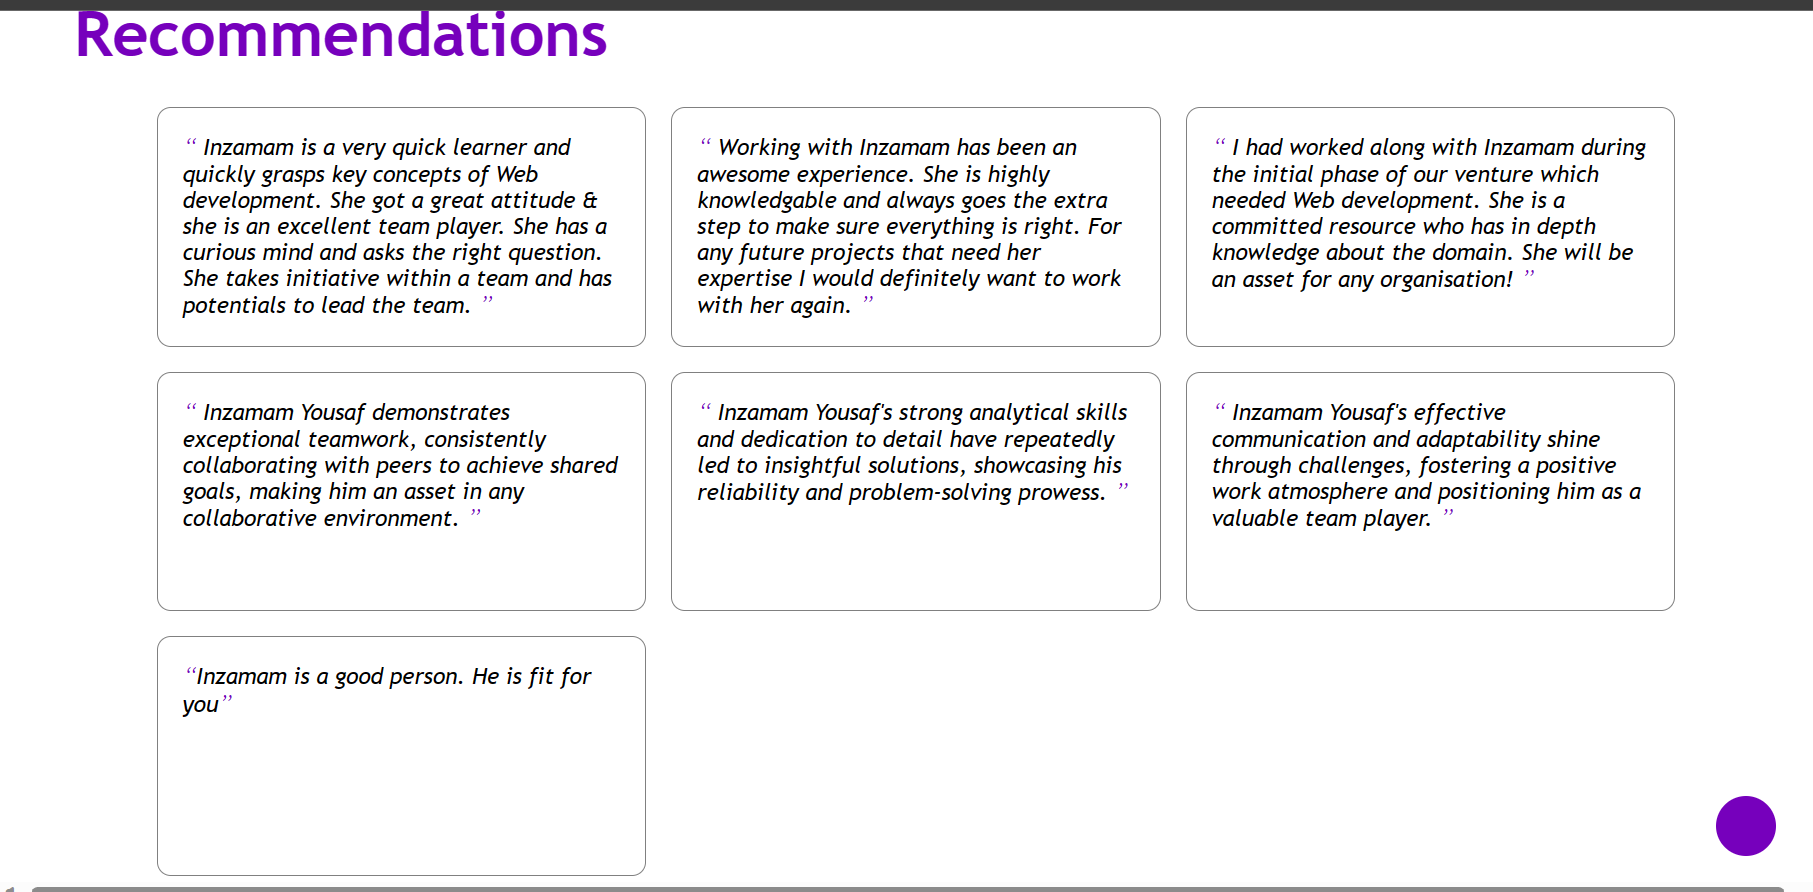 Recommendations
“ Inzamam is a very quick learner and
quickly grasps key concepts of Web
development. She got a great attitude &
she is an excellent team player. She has a
curious mind and asks the right question.
She takes initiative within a team and has
potentials to lead the team. ”
“ Working with Inzamam has been an
awesome experience. She is highly
knowledgable and always goes the extra
step to make sure everything is right. For
any future projects that need her
expertise I would definitely want to work
with her again. ”
“ I had worked along with Inzamam during
the initial phase of our venture which
needed Web development. She is a
committed resource who has in depth
knowledge about the domain. She will be
an asset for any organisation! ”
“ Inzamam Yousaf demonstrates
exceptional teamwork, consistently
collaborating with peers to achieve shared
goals, making him an asset in any
collaborative environment. ”
“ Inzamam Yousaf's strong analytical skills
and dedication to detail have repeatedly
led to insightful solutions, showcasing his
reliability and problem-solving prowess. ”
“ Inzamam Yousaf's effective
communication and adaptability shine
through challenges, fostering a positive
work atmosphere and positioning him as a
valuable team player. ”
“Inzamam is a good person. He is fit for
you”